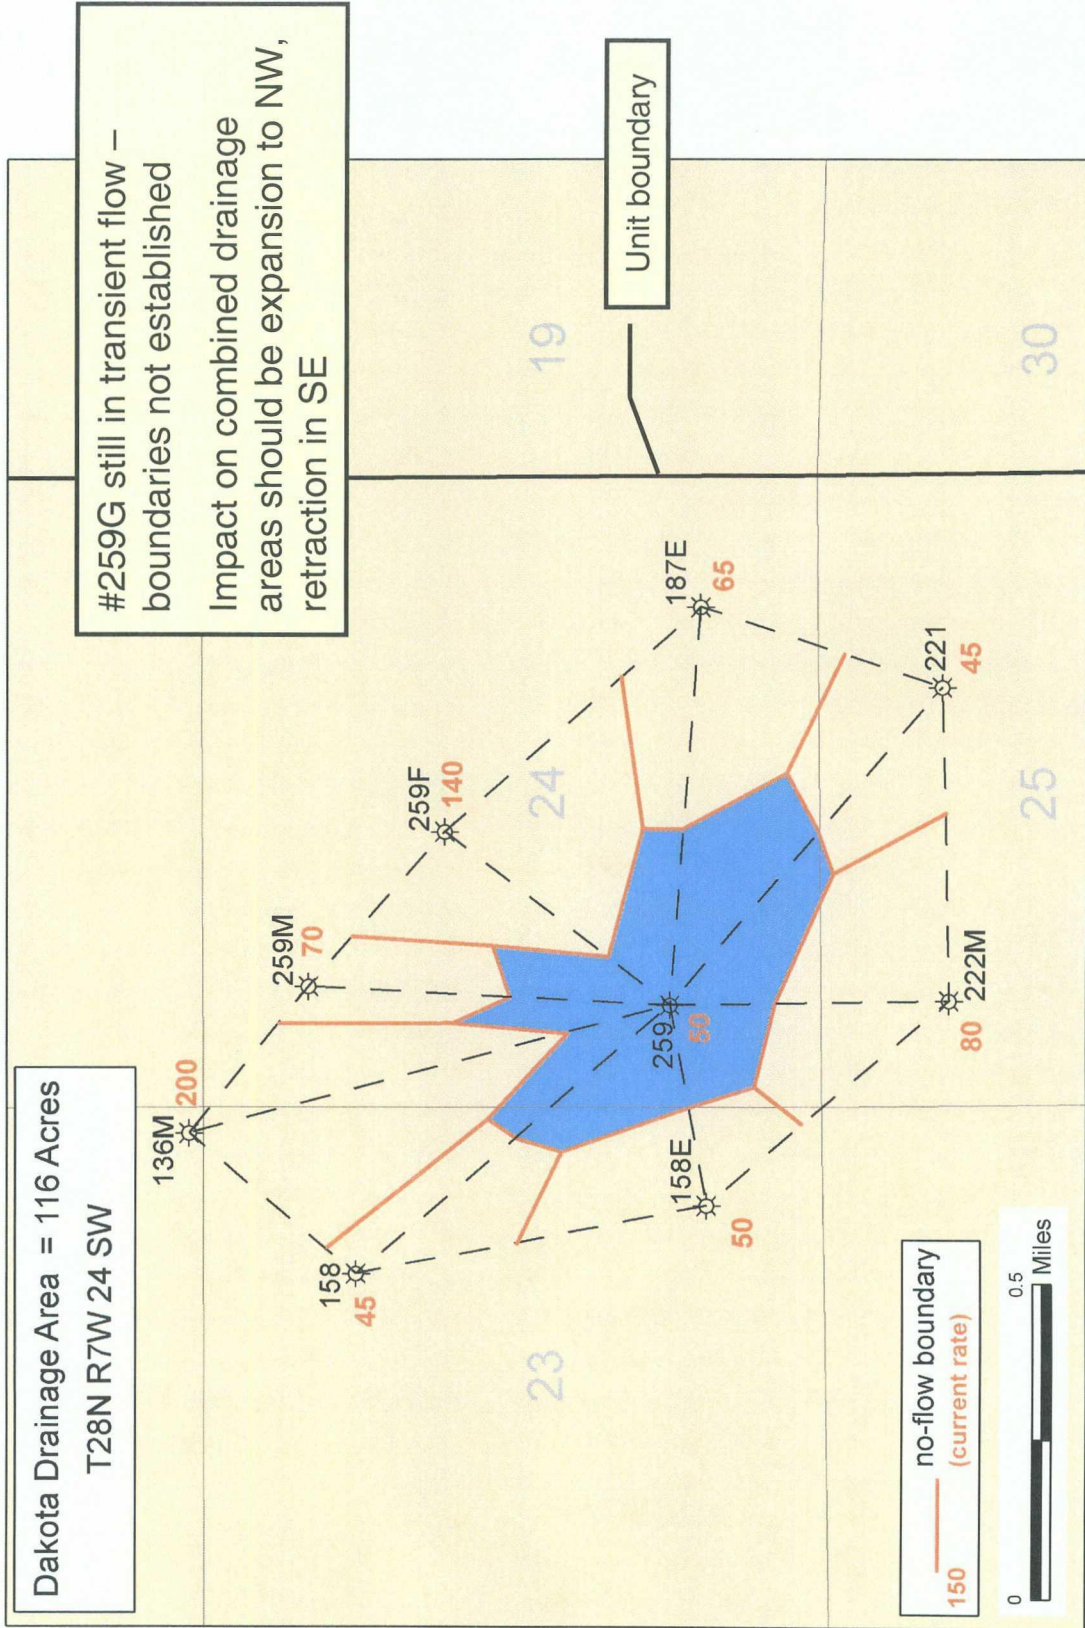 Dakota Drainage Area = 116 Acres
T28N R7W 24 SW
#259G still in transient flow –
boundaries not established
Impact on combined drainage
areas should be expansion to NW,
retraction in SE
Unit boundary
136M
200
259M
70
259F
140
158
45
187E
65
158E
50
259
60
221
45
222M
80
23
24
19
25
30
no-flow boundary
150 (current rate)
0 0.5
Miles